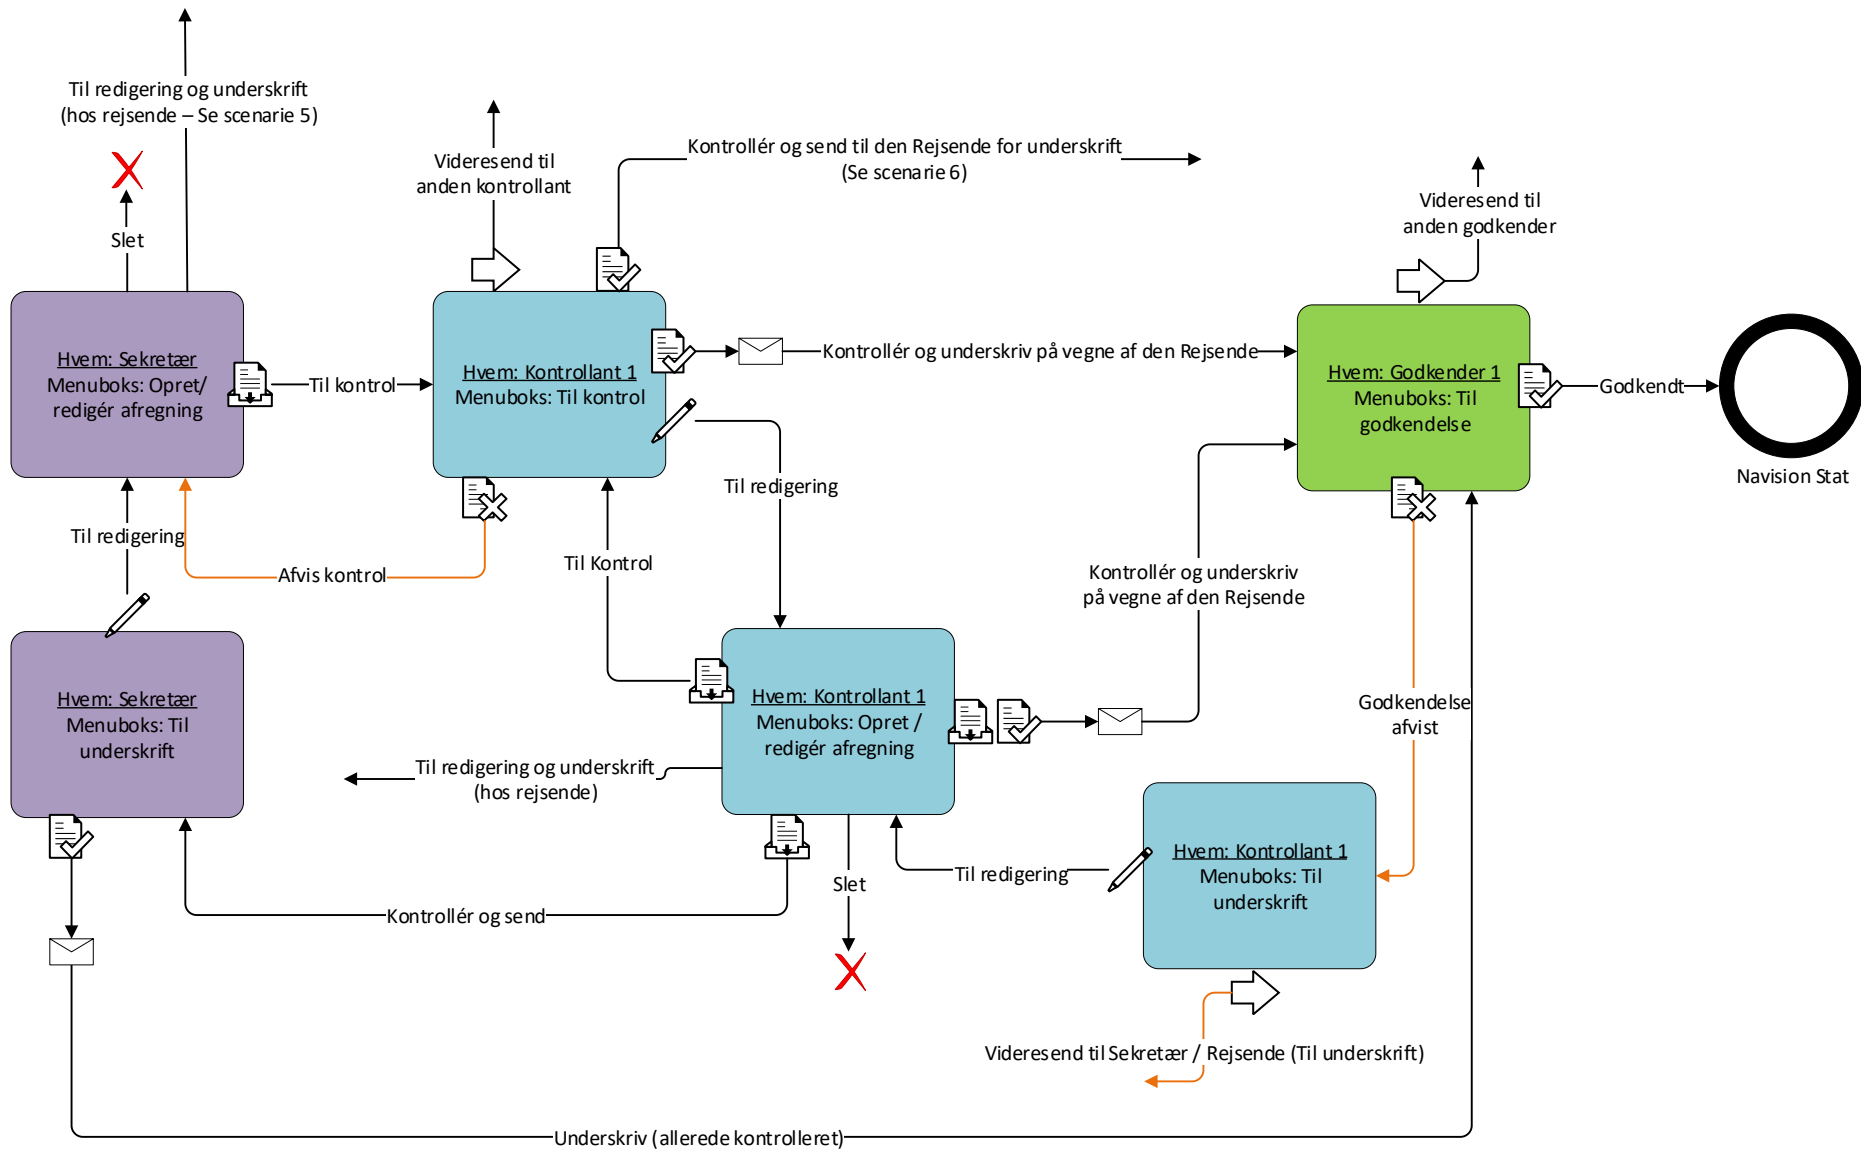 Til redigering og underskrift
(hos rejsende – Se scenarie 5)
Slet
Videresend til
anden kontrollant
Kontrollér og send til den Rejsende for underskrift
(Se scenarie 6)
Videresend til
anden godkender
Hvem: Sekretær
Menuboks: Opret/
redigér afregning
Til kontrol
Hvem: Kontrollant 1
Menuboks: Til kontrol
Kontrollér og underskriv på vegne af den Rejsende
Hvem: Godkender 1
Menuboks: Til
godkendelse
Godkendt
Navision Stat
Til redigering
Til redigering
Afvis kontrol
Til Kontrol
Kontrollér og underskriv
på vegne af den Rejsende
Hvem: Sekretær
Menuboks: Til
underskrift
Hvem: Kontrollant 1
Menuboks: Opret /
redigér afregning
Godkendelse
afvist
Til redigering og underskrift
(hos rejsende)
Hvem: Kontrollant 1
Menuboks: Til
underskrift
Til redigering
Slet
Kontrollér og send
Videresend til Sekretær / Rejsende (Til underskrift)
Underskriv (allerede kontrolleret)